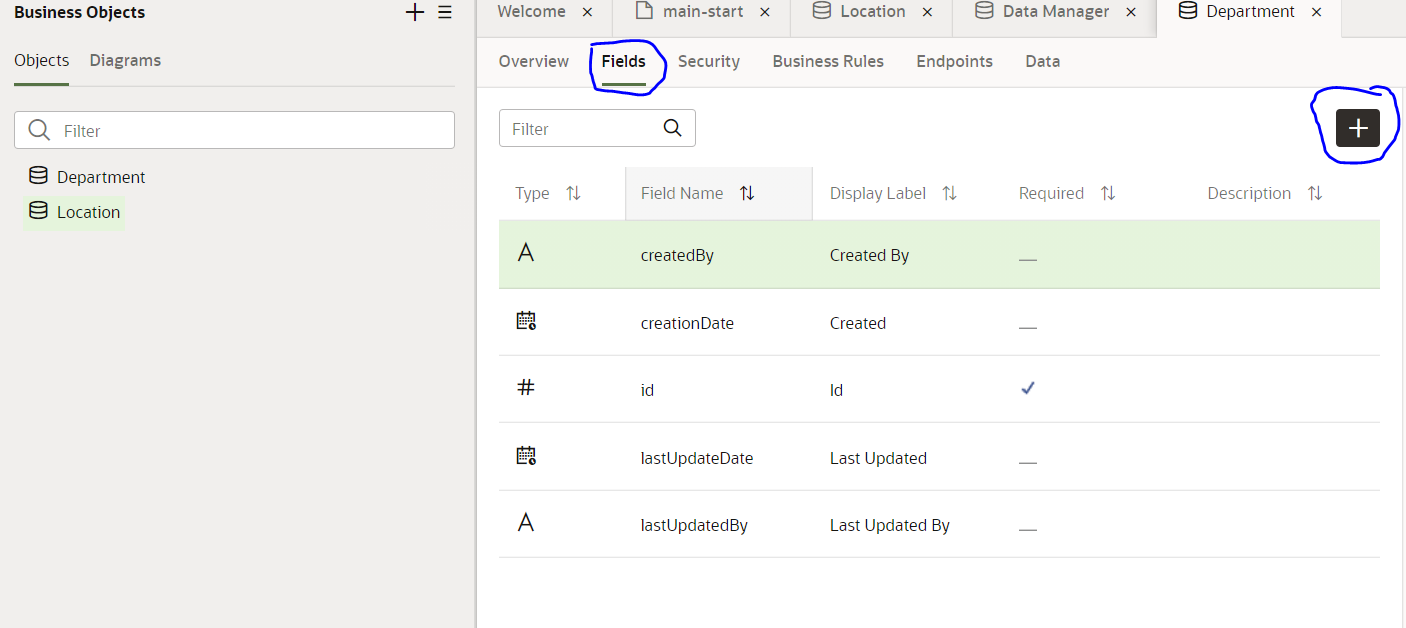 Business Objects
Objects Diagrams
Filter
Department
Location
Welcome × main-start × Location × Data Manager × Department ×
Overview Fields Security Business Rules Endpoints Data
Filter
Type Field Name Display Label Required Description
A createdBy Created By
creationDate Created
# id Id
lastUpdateDate Last Updated
A lastUpdatedBy Last Updated By